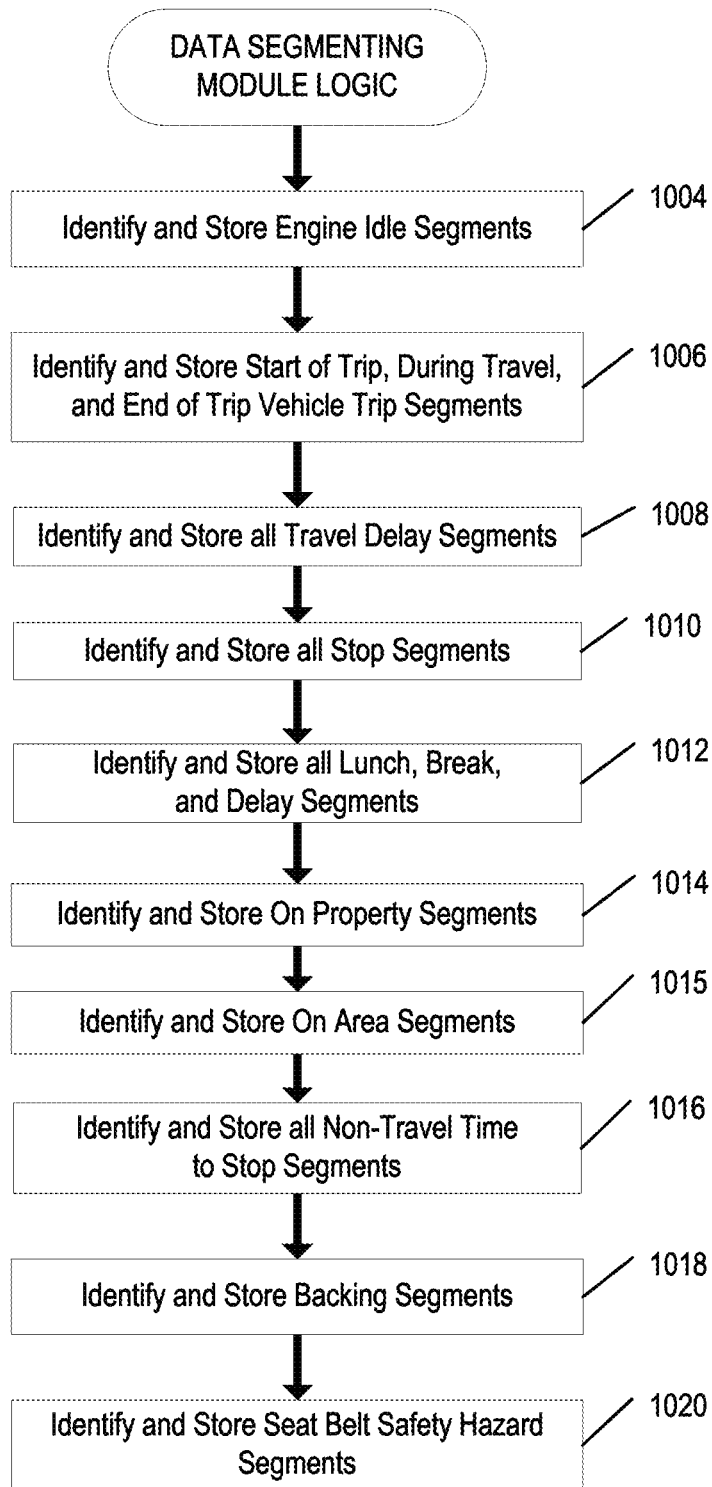 DATA SEGMENTING
MODULE LOGIC
1004
Identify and Store Engine Idle Segments
1006
Identify and Store Start of Trip, During Travel,
and End of Trip Vehicle Trip Segments
1008
Identify and Store all Travel Delay Segments
1010
Identify and Store all Stop Segments
1012
Identify and Store all Lunch, Break,
and Delay Segments
1014
Identify and Store On Property Segments
1015
Identify and Store On Area Segments
1016
Identify and Store all Non-Travel Time
to Stop Segments
1018
Identify and Store Backing Segments
1020
Identify and Store Seat Belt Safety Hazard
Segments